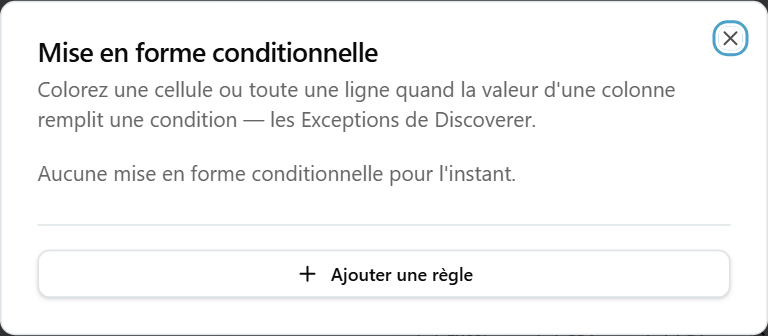 Mise en forme conditionnelle
Colorez une cellule ou toute une ligne quand la valeur d'une colonne
remplit une condition — les Exceptions de Discoverer.
Aucune mise en forme conditionnelle pour l'instant.
Ajouter une règle